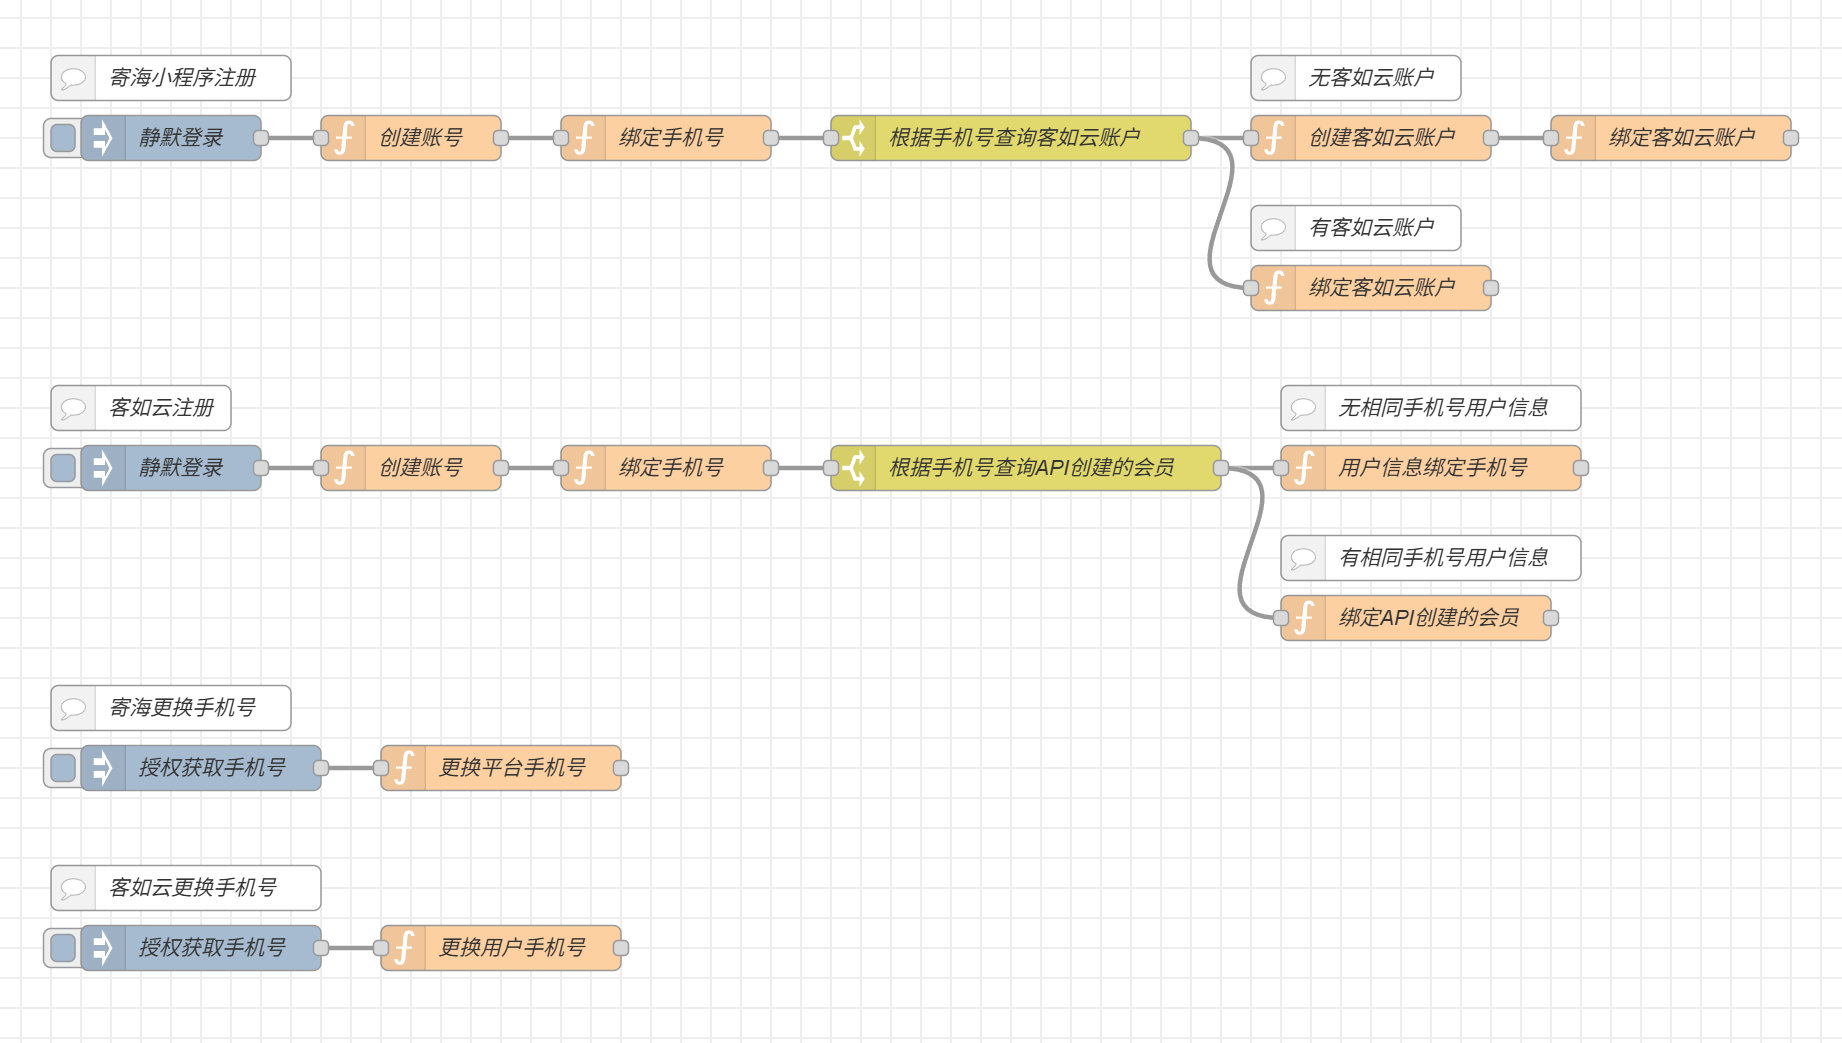 寄海小程序注册
无客如云账户
静默登录
创建账号
绑定手机号
根据手机号查询客如云账户
创建客如云账户
绑定客如云账户
有客如云账户
绑定客如云账户
客如云注册
无相同手机号用户信息
静默登录
创建账号
绑定手机号
根据手机号查询API创建的会员
用户信息绑定手机号
有相同手机号用户信息
绑定API创建的会员
寄海更换手机号
授权获取手机号
更换平台手机号
客如云更换手机号
授权获取手机号
更换用户手机号